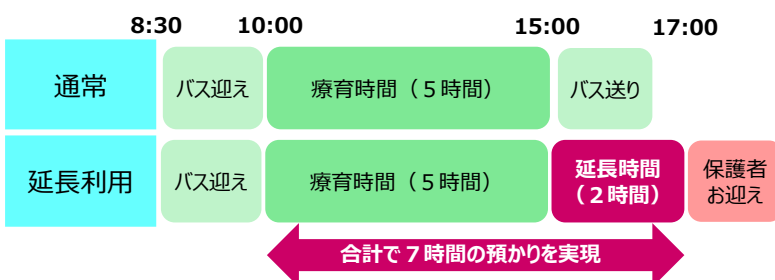 8:30 10:00 15:00 17:00
通常 バス迎え 療育時間（５時間） バス送り
延長利用 バス迎え 療育時間（５時間） 延長時間
（２時間） 保護者
お迎え
合計で７時間の預かりを実現